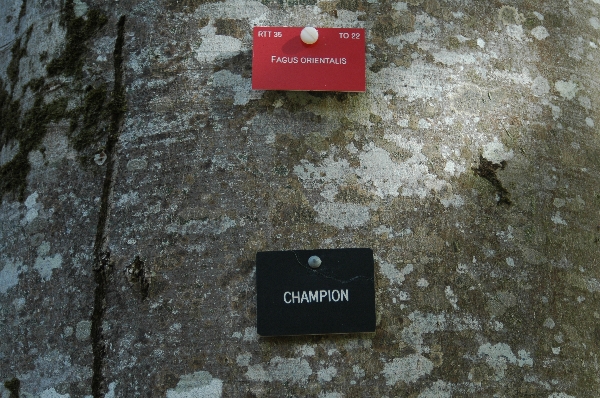 RTT 35 TO 22
FAGUS ORIENTALIS
CHAMPION